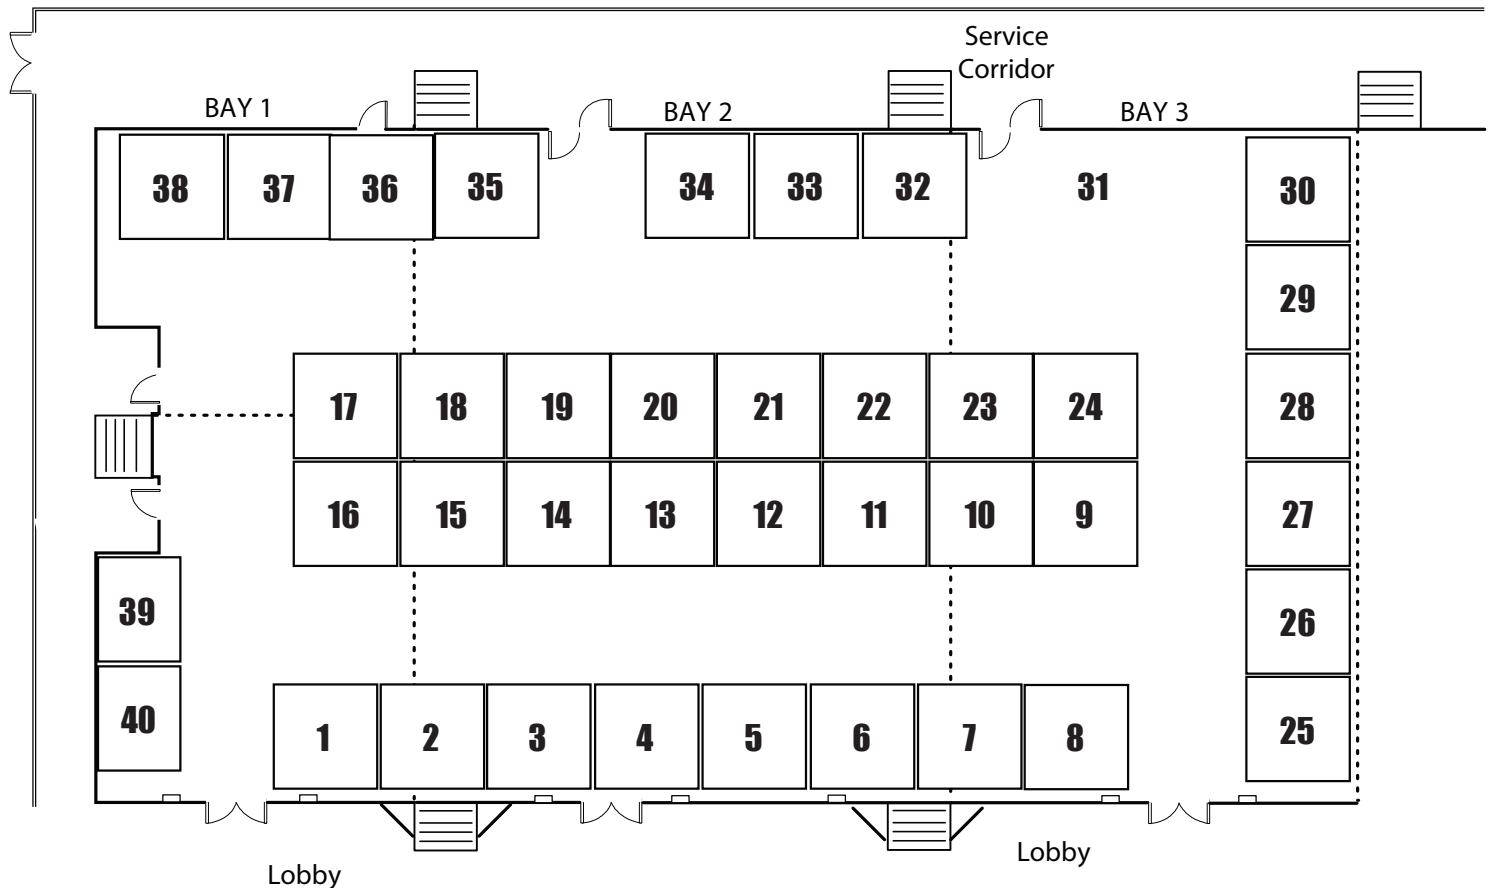 Service
Corridor
BAY 1
BAY 2
BAY 3
38 37 36 35 34 33 32 31 30
29
17 18 19 20 21 22 23 24 28
16 15 14 13 12 11 10 9 27
39 26
40 1 2 3 4 5 6 7 8 25
Lobby
Lobby